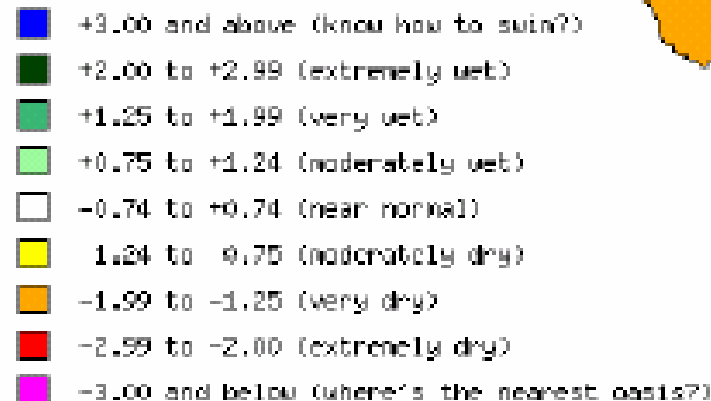 +3.00 and above (know how to swim?)
+2.00 to +2.99 (extremely wet)
+1.25 to +1.99 (very wet)
+0.75 to +1.24 (moderately wet)
-0.74 to +0.74 (near normal)
1.24 to 0.75 (moderately dry)
-1.99 to -1.25 (very dry)
-2.99 to -2.00 (extremely dry)
-3.00 and below (where's the nearest oasis?)